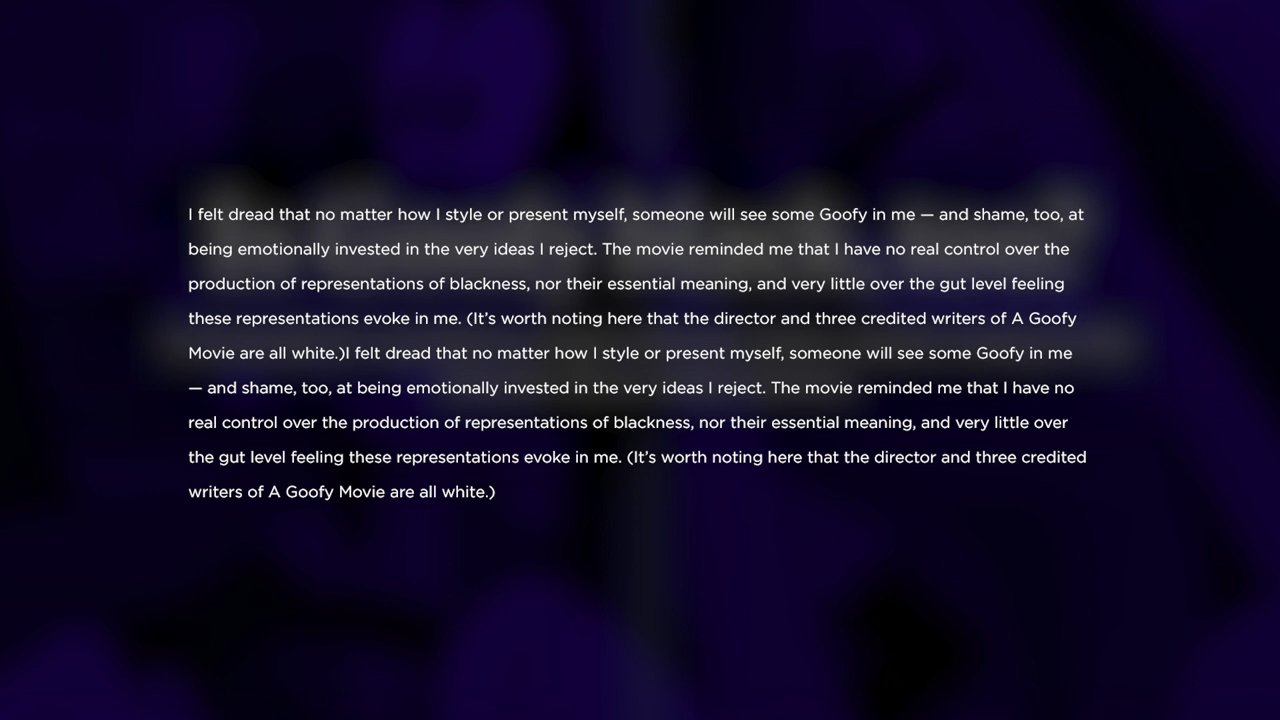 I felt dread that no matter how I style or present myself, someone will see some Goofy in me — and shame, too, at
being emotionally invested in the very ideas I reject. The movie reminded me that I have no real control over the
production of representations of blackness, nor their essential meaning, and very little over the gut level feeling
these representations evoke in me. (It’s worth noting here that the director and three credited writers of A Goofy
Movie are all white.)I felt dread that no matter how I style or present myself, someone will see some Goofy in me
— and shame, too, at being emotionally invested in the very ideas I reject. The movie reminded me that I have no
real control over the production of representations of blackness, nor their essential meaning, and very little over
the gut level feeling these representations evoke in me. (It’s worth noting here that the director and three credited
writers of A Goofy Movie are all white.)